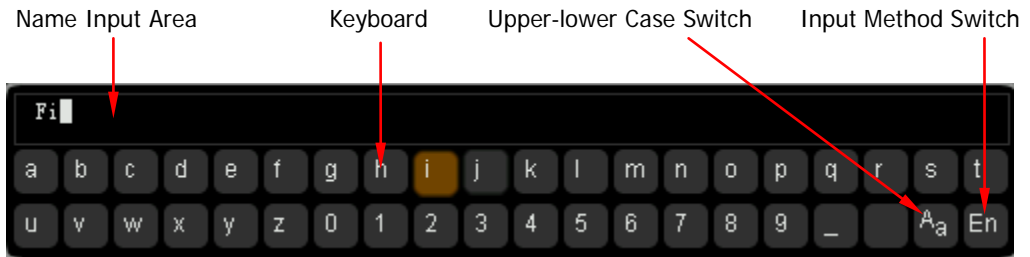 Name Input Area Keyboard Upper-lower Case Switch Input Method Switch
Fi
a b c d e f g h i j k l m n o p q r s t
u v w x y z 0 1 2 3 4 5 6 7 8 9 _ Aa En